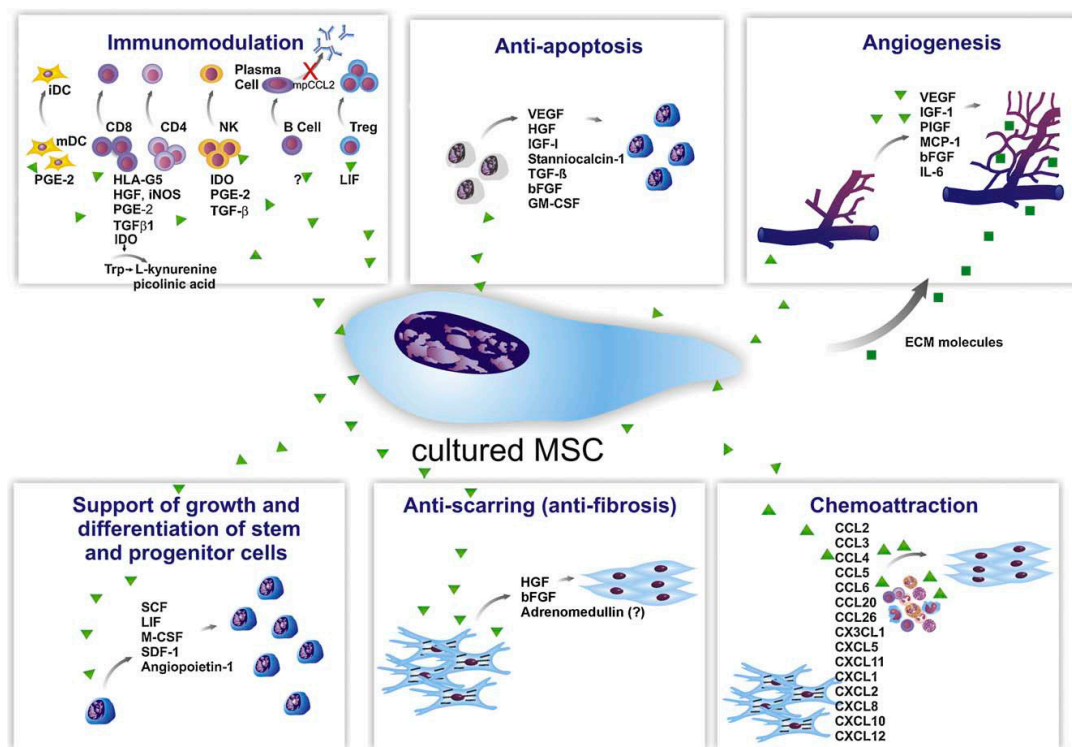 Immunomodulation
iDC
Plasma
Cell
mpCCL2
mDC
CD8
CD4
NK
B Cell
Treg
PGE-2
HLA-G5
HGF, iNOS
PGE-2
TGFβ1
IDO
IDO
PGE-2
TGF-β
?
LIF
Trp→L-kynurenine
picolinic acid
Anti-apoptosis
VEGF
HGF
IGF-I
Stanniocalcin-1
TGF-ß
bFGF
GM-CSF
Angiogenesis
VEGF
IGF-1
PIGF
MCP-1
bFGF
IL-6
ECM molecules
cultured MSC
Support of growth and
differentiation of stem
and progenitor cells
SCF
LIF
M-CSF
SDF-1
Angiopoietin-1
Anti-scarring (anti-fibrosis)
HGF
bFGF
Adrenomedullin (?)
Chemoattraction
CCL2
CCL3
CCL4
CCL5
CCL6
CCL20
CCL26
CX3CL1
CXCL5
CXCL11
CXCL1
CXCL2
CXCL8
CXCL10
CXCL12